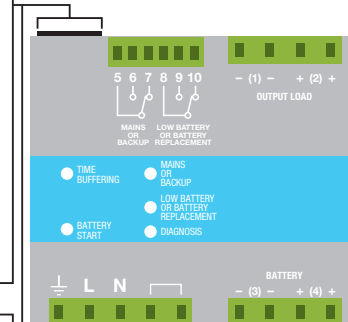 5 6 7 8 9 10
– (1) – + (2) +
OUTPUT LOAD
MAINS
OR
BACKUP
LOW BATTERY
OR BATTERY
REPLACEMENT
TIME
BUFFERING
MAINS
OR
BACKUP
LOW BATTERY
OR BATTERY
REPLACEMENT
BATTERY
START
DIAGNOSIS
L N
BATTERY
– (3) – + (4) +